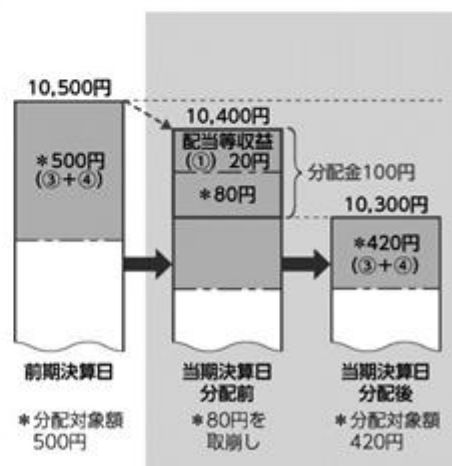 10,500円
＊500円
(③＋④)
前期決算日
＊分配対象額
500円
10,400円
配当等収益
(①) 20円
＊80円
分配金100円
当期決算日
分配前
＊80円を
取崩し
10,300円
＊420円
(③＋④)
当期決算日
分配後
＊分配対象額
420円